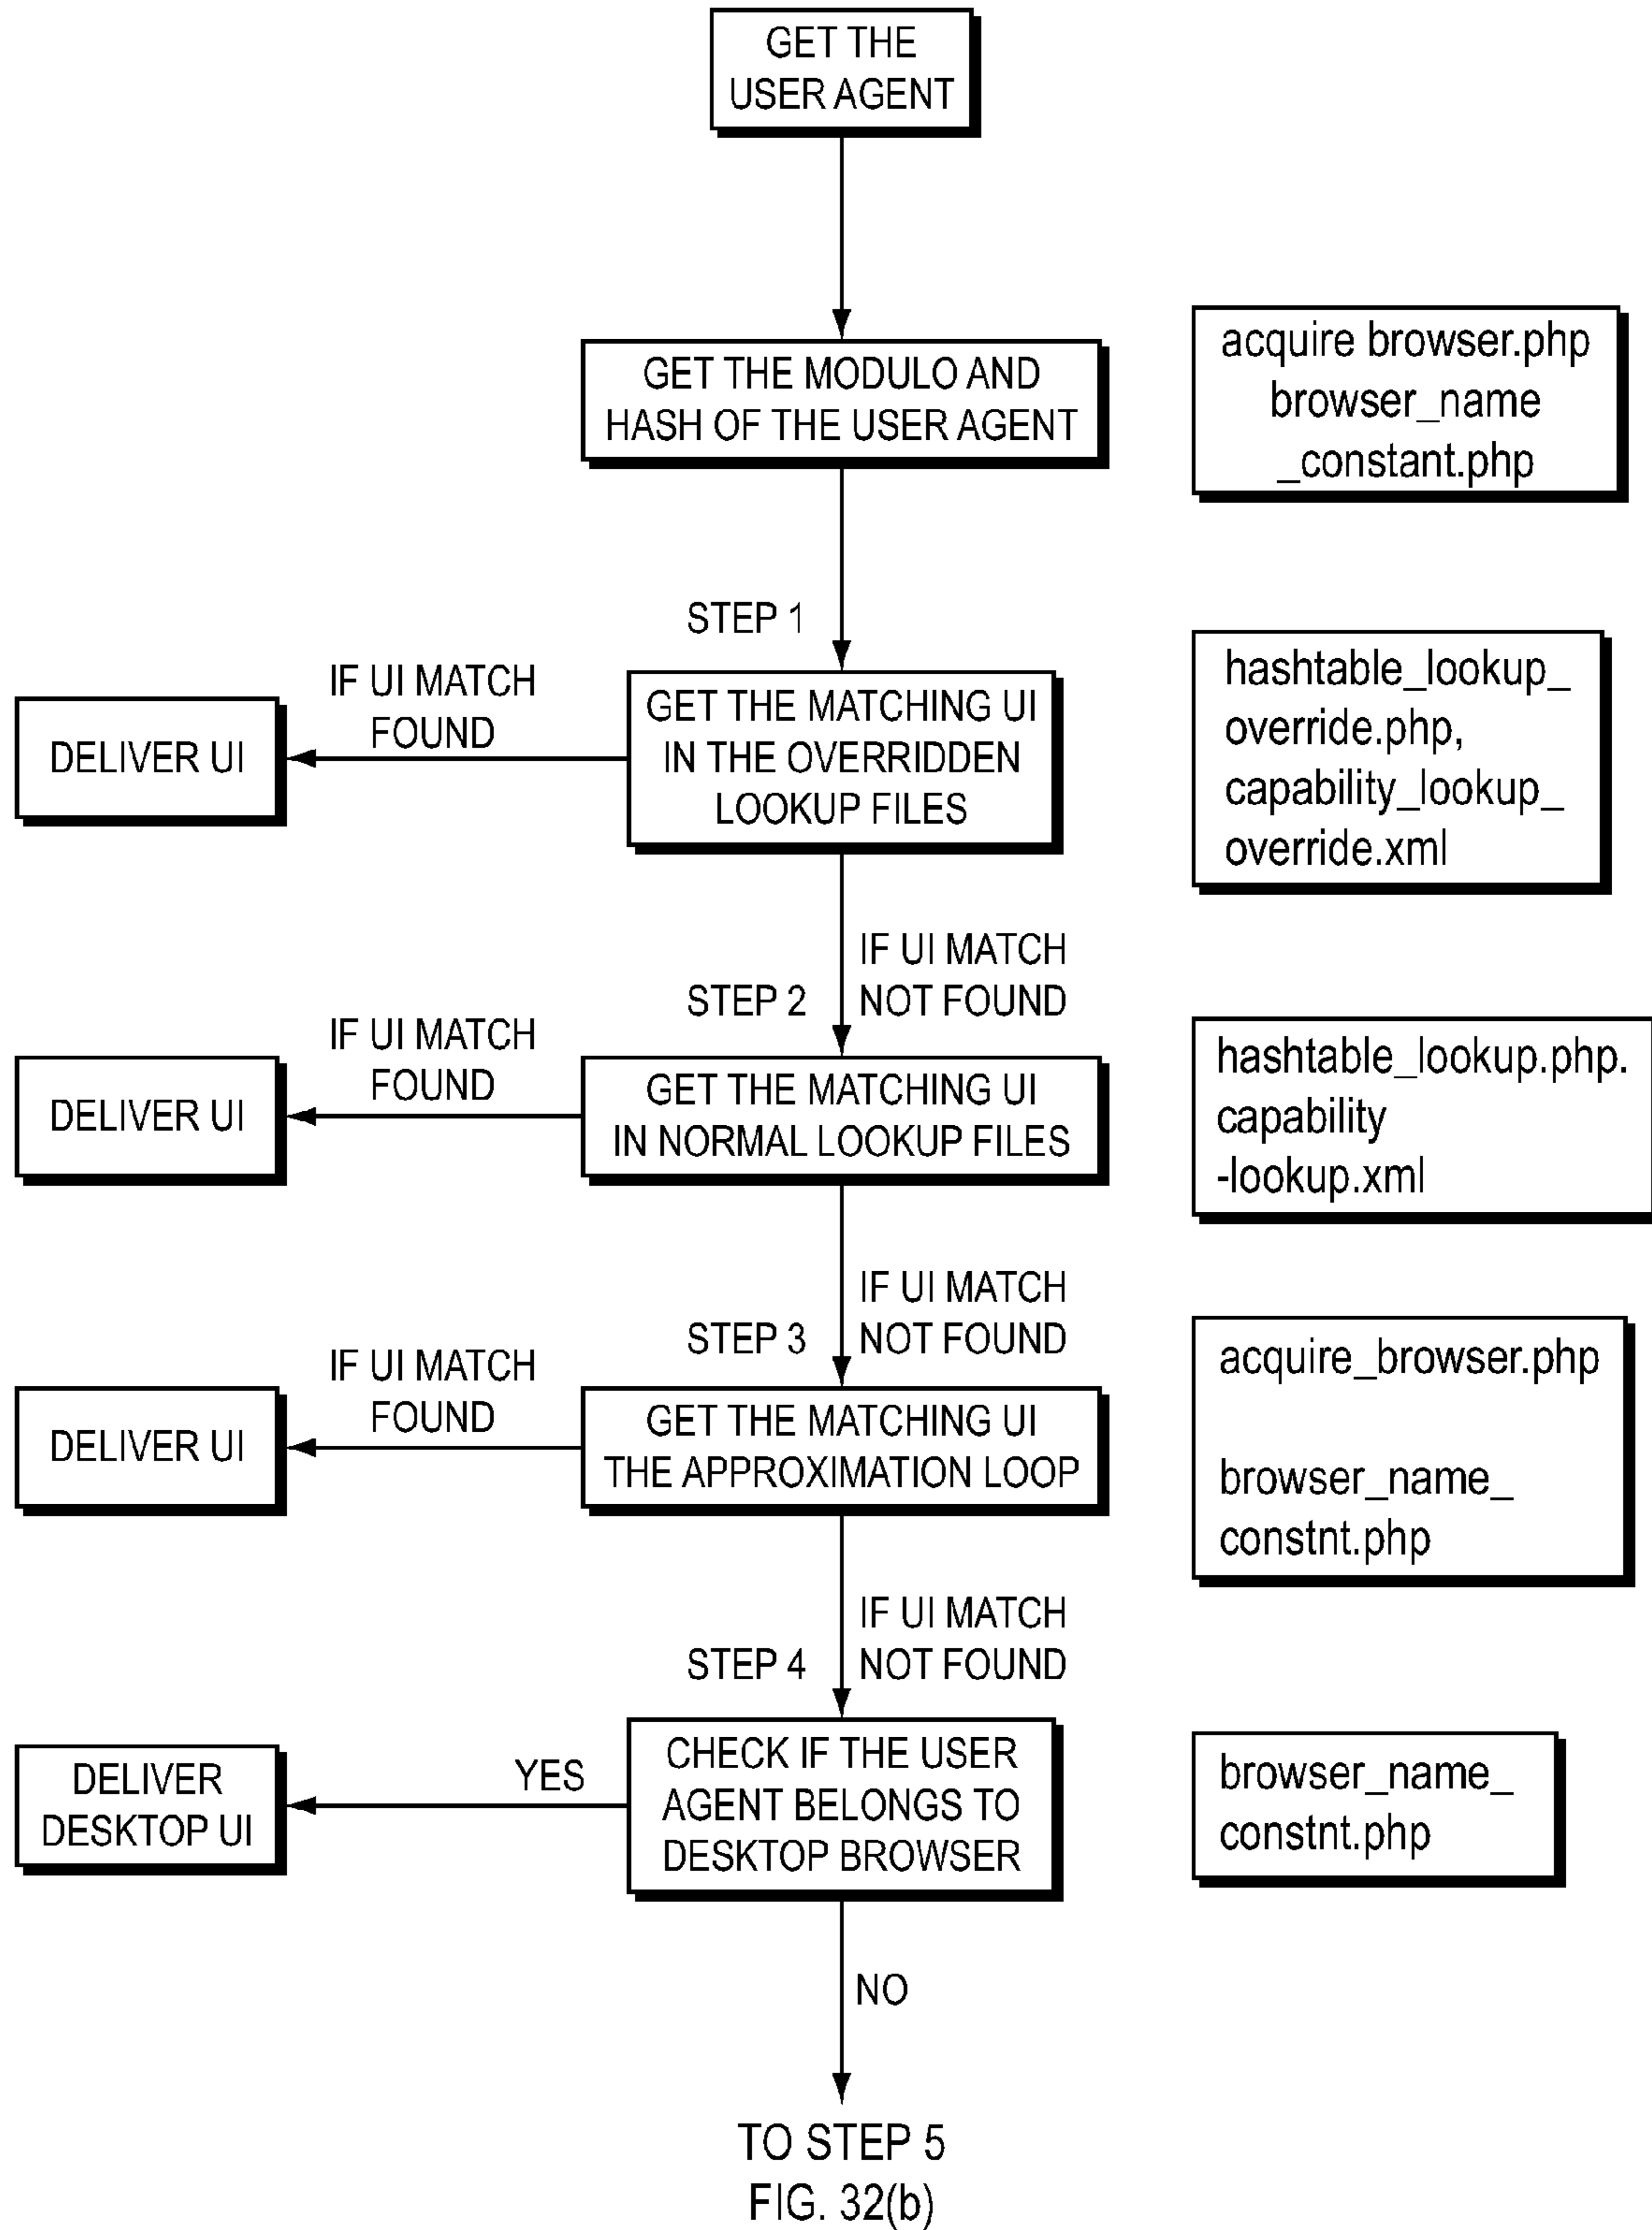 GET THE
USER AGENT
GET THE MODULO AND
HASH OF THE USER AGENT
acquire browser.php
browser_name
_constant.php
STEP 1
IF UI MATCH
FOUND
DELIVER UI
GET THE MATCHING UI
IN THE OVERRIDDEN
LOOKUP FILES
hashtable_lookup_
override.php,
capability_lookup_
override.xml
STEP 2
IF UI MATCH
NOT FOUND
IF UI MATCH
FOUND
DELIVER UI
GET THE MATCHING UI
IN NORMAL LOOKUP FILES
hashtable_lookup.php.
capability
-lookup.xml
STEP 3
IF UI MATCH
NOT FOUND
IF UI MATCH
FOUND
DELIVER UI
GET THE MATCHING UI
THE APPROXIMATION LOOP
acquire_browser.php
browser_name_
constnt.php
STEP 4
IF UI MATCH
NOT FOUND
YES
DELIVER
DESKTOP UI
CHECK IF THE USER
AGENT BELONGS TO
DESKTOP BROWSER
browser_name_
constnt.php
NO
TO STEP 5
FIG. 32(b)